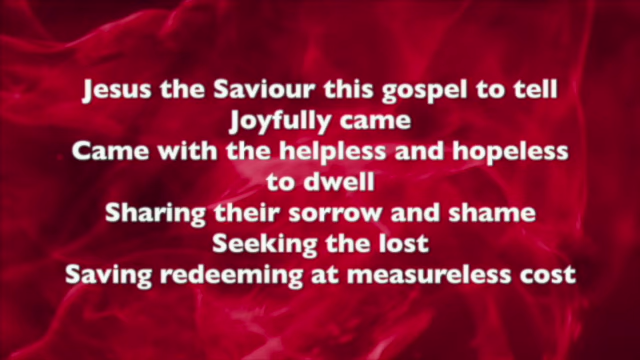 Jesus the Saviour this gospel to tell
Joyfully came
Came with the helpless and hopeless
to dwell
Sharing their sorrow and shame
Seeking the lost
Saving redeeming at measureless cost